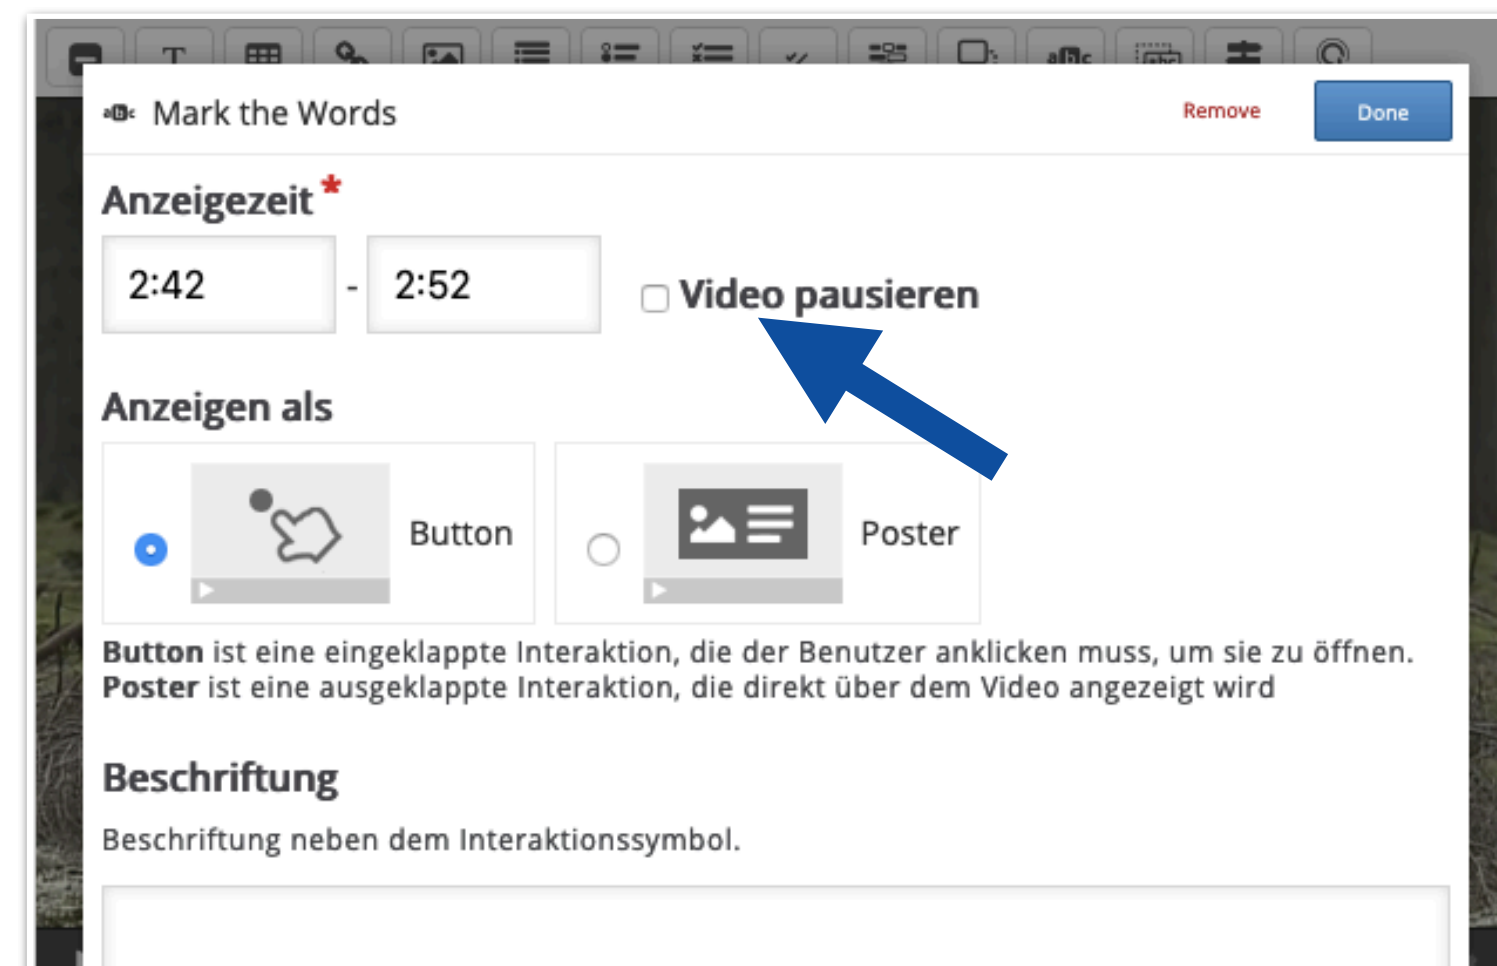 Mark the Words
Remove
Done
Anzeigezeit *
2:42 - 2:52
Video pausieren
Anzeigen als
Button
Poster
Button ist eine eingeklappte Interaktion, die der Benutzer anklicken muss, um sie zu öffnen.
Poster ist eine ausgeklappte Interaktion, die direkt über dem Video angezeigt wird
Beschriftung
Beschriftung neben dem Interaktionssymbol.